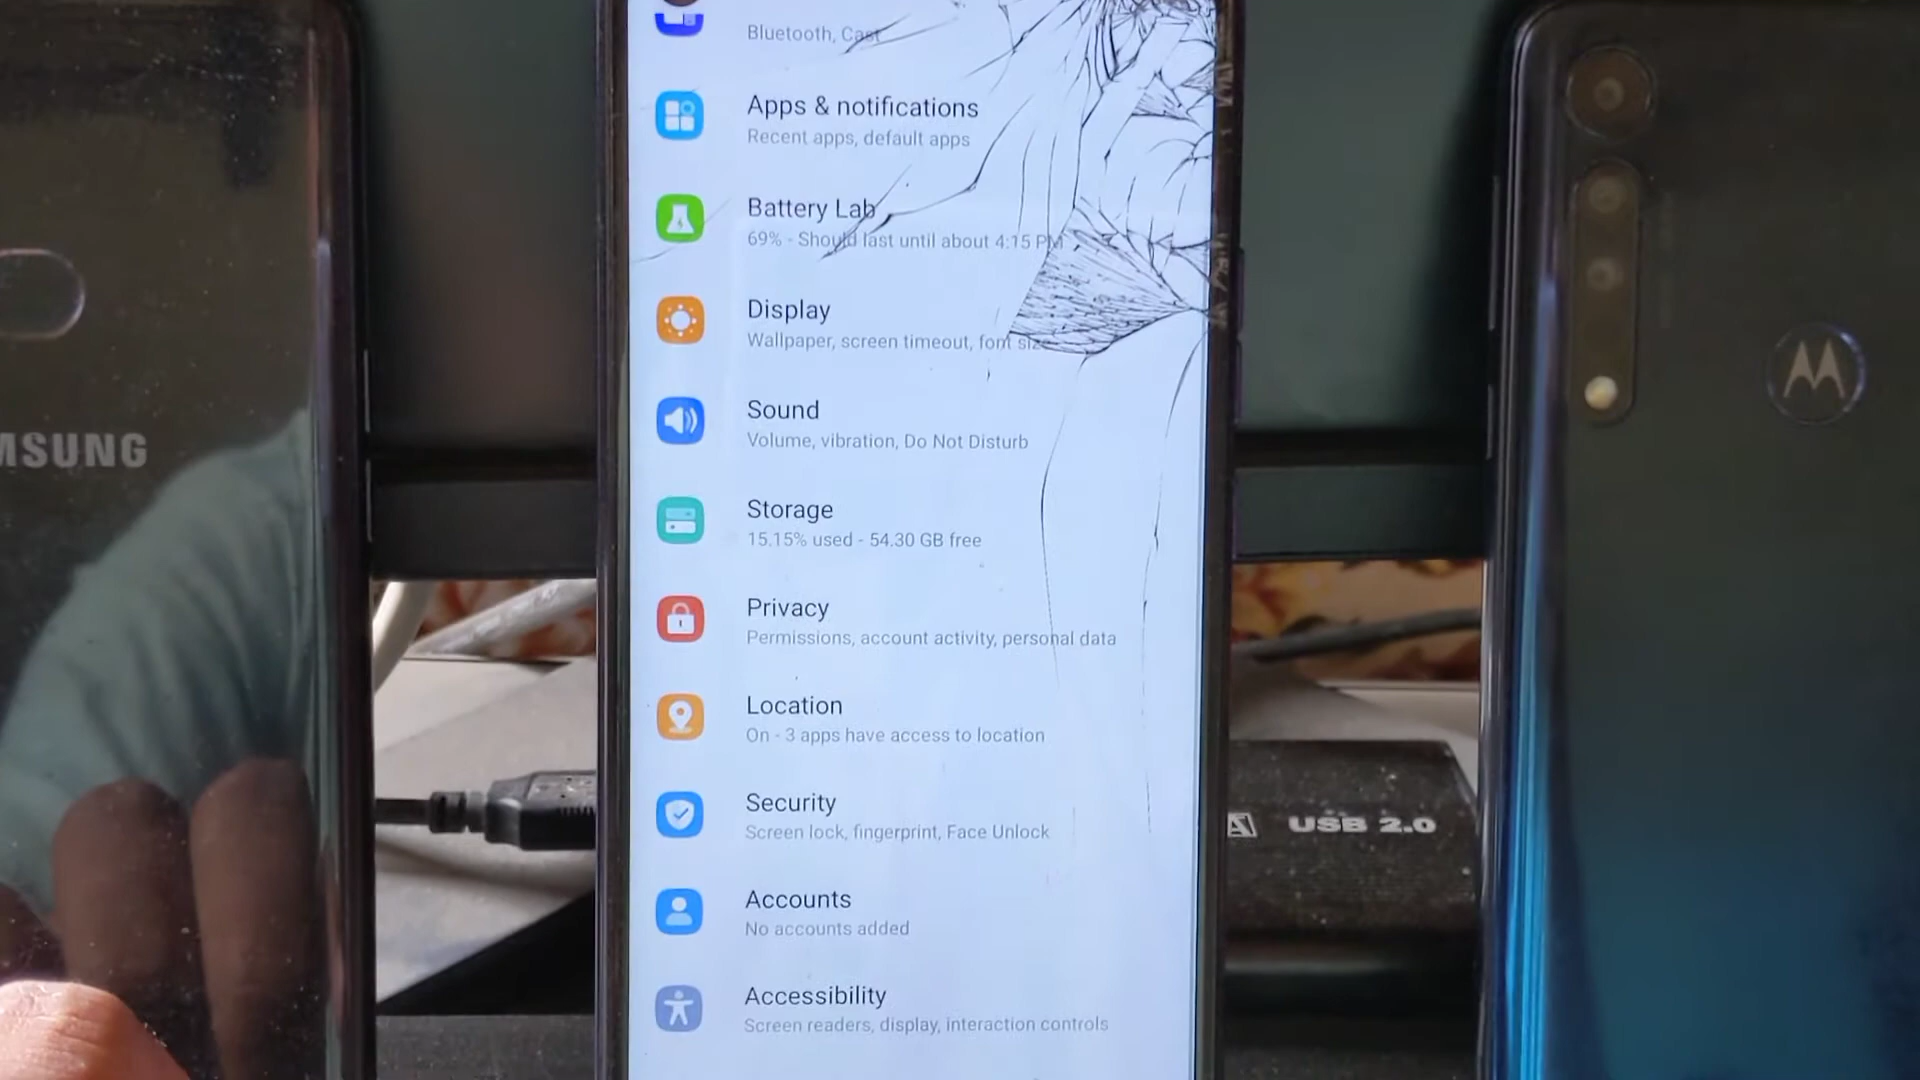 Bluetooth, Cast
Apps & notifications
Recent apps, default apps
Battery Lab
69% - Should last until about 4:15 PM
Display
Wallpaper, screen timeout, font size
Sound
Volume, vibration, Do Not Disturb
Storage
15.15% used - 54.30 GB free
Privacy
Permissions, account activity, personal data
Location
On - 3 apps have access to location
Security
Screen lock, fingerprint, Face Unlock
Accounts
No accounts added
Accessibility
Screen readers, display, interaction controls
MSUNG
USB 2.0